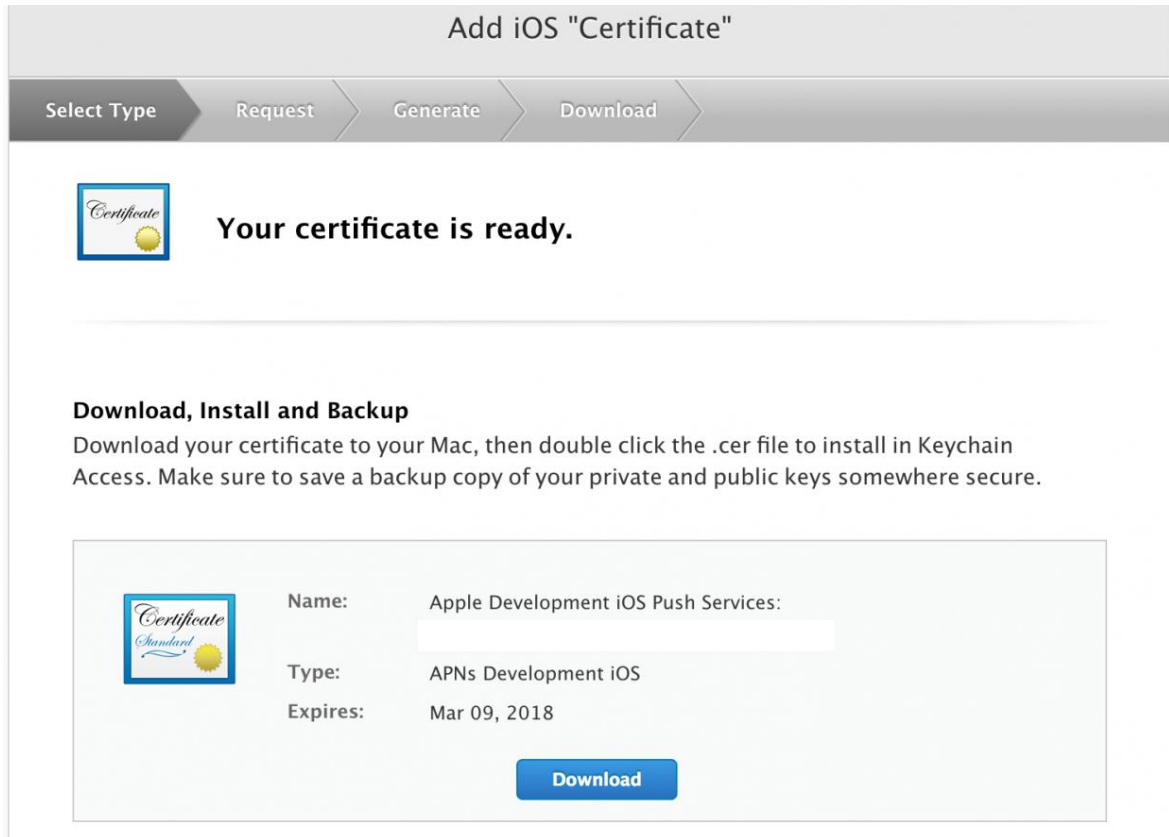 Add iOS "Certificate"
Select Type Request Generate Download
Certificate
Your certificate is ready.
Download, Install and Backup
Download your certificate to your Mac, then double click the .cer file to install in Keychain
Access. Make sure to save a backup copy of your private and public keys somewhere secure.
Certificate
Standard
Name: Apple Development iOS Push Services:
Type: APNs Development iOS
Expires: Mar 09, 2018
Download